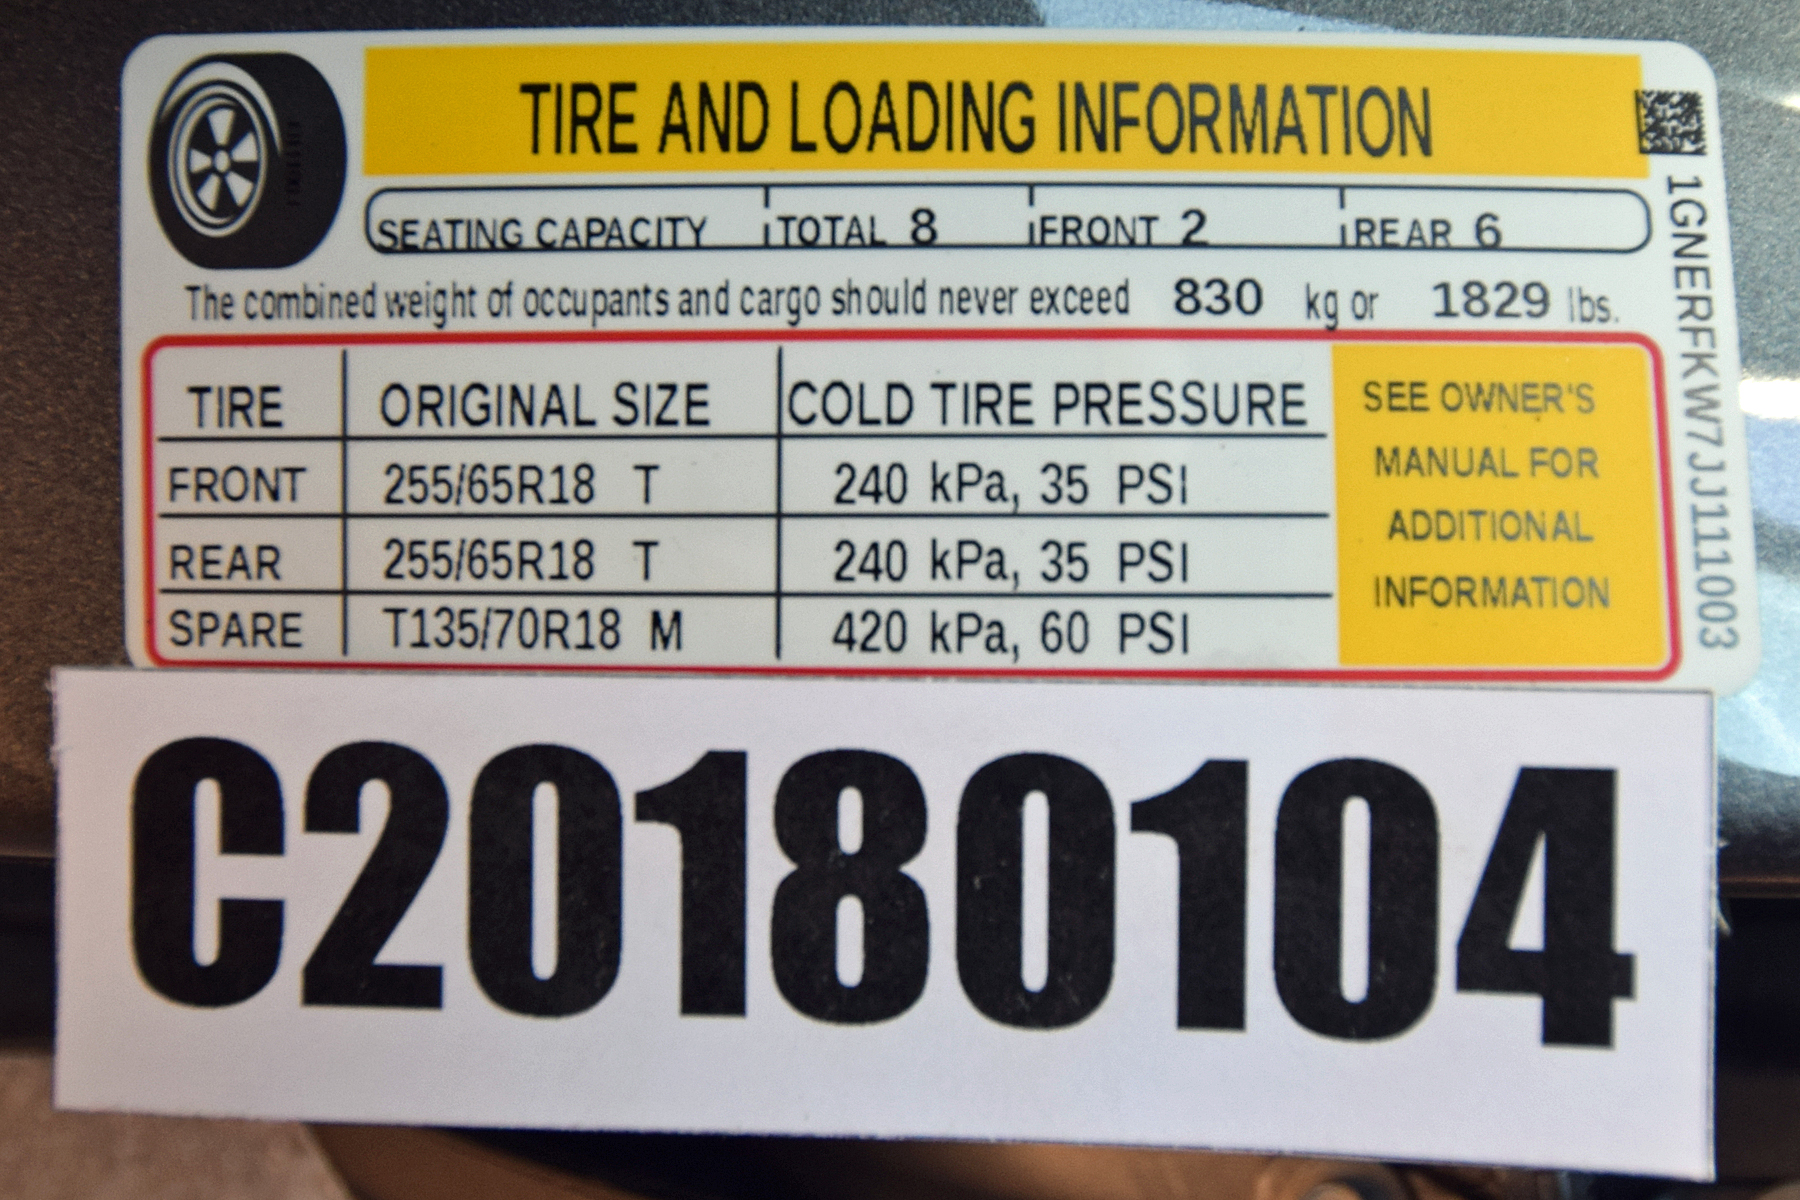 TIRE AND LOADING INFORMATION
SEATING CAPACITY TOTAL 8 FRONT 2 REAR 6
The combined weight of occupants and cargo should never exceed 830 kg or 1829 lbs.
TIRE ORIGINAL SIZE COLD TIRE PRESSURE
FRONT 255/65R18 T 240 kPa, 35 PSI
REAR 255/65R18 T 240 kPa, 35 PSI
SPARE T135/70R18 M 420 kPa, 60 PSI
SEE OWNER'S
MANUAL FOR
ADDITIONAL
INFORMATION
1GNERFKW7JJ111003
C20180104